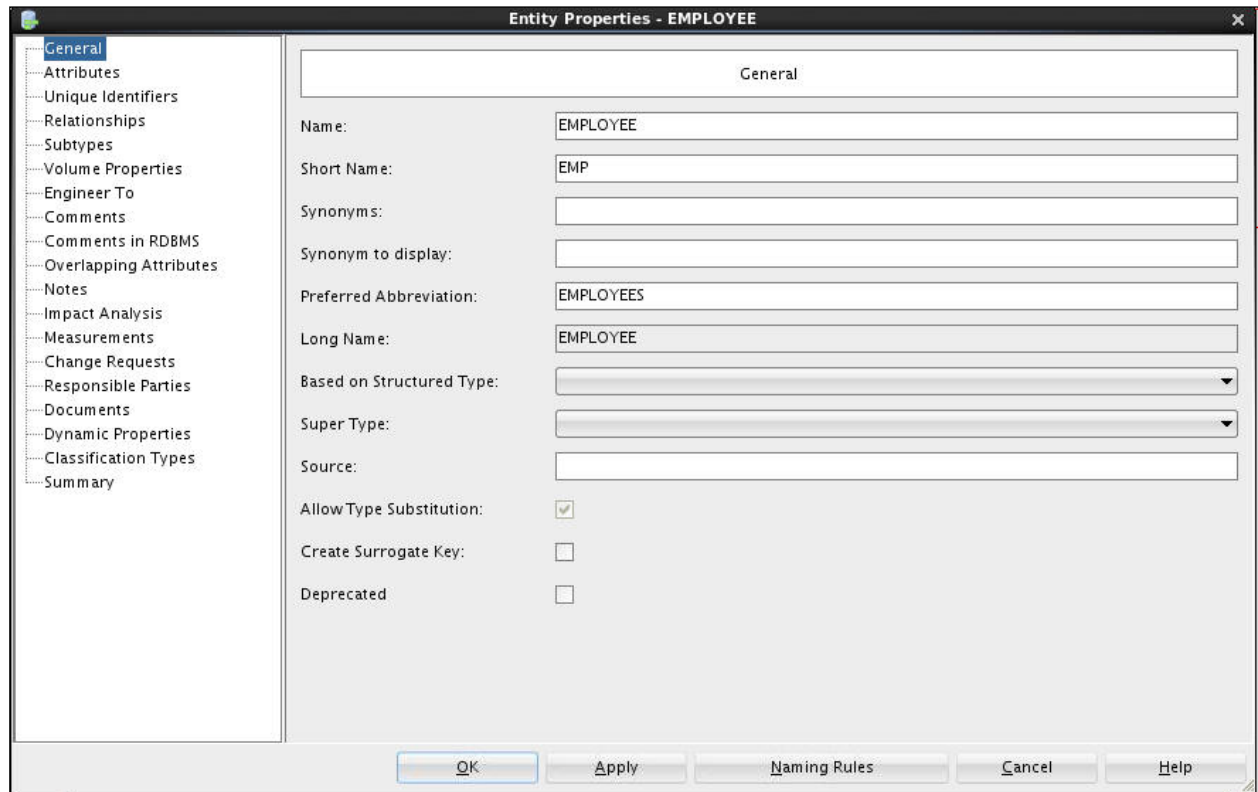 Entity Properties - EMPLOYEE
General
Attributes
Unique Identifiers
Relationships
Subtypes
Volume Properties
Engineer To
Comments
Comments in RDBMS
Overlapping Attributes
Notes
Impact Analysis
Measurements
Change Requests
Responsible Parties
Documents
Dynamic Properties
Classification Types
Summary
General
Name: EMPLOYEE
Short Name: EMP
Synonyms:
Synonym to display:
Preferred Abbreviation: EMPLOYEES
Long Name: EMPLOYEE
Based on Structured Type:
Super Type:
Source:
Allow Type Substitution:
Create Surrogate Key:
Deprecated
OK Apply Naming Rules Cancel Help